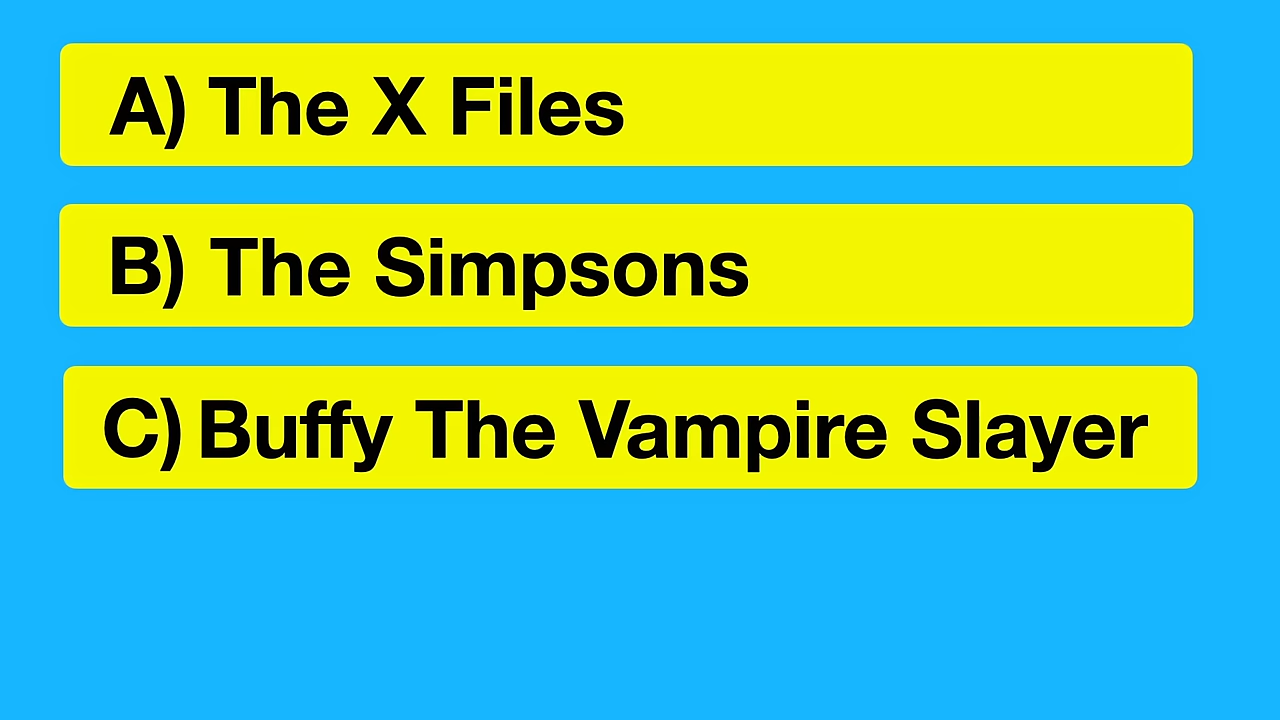 A) The X Files
B) The Simpsons
C) Buffy The Vampire Slayer